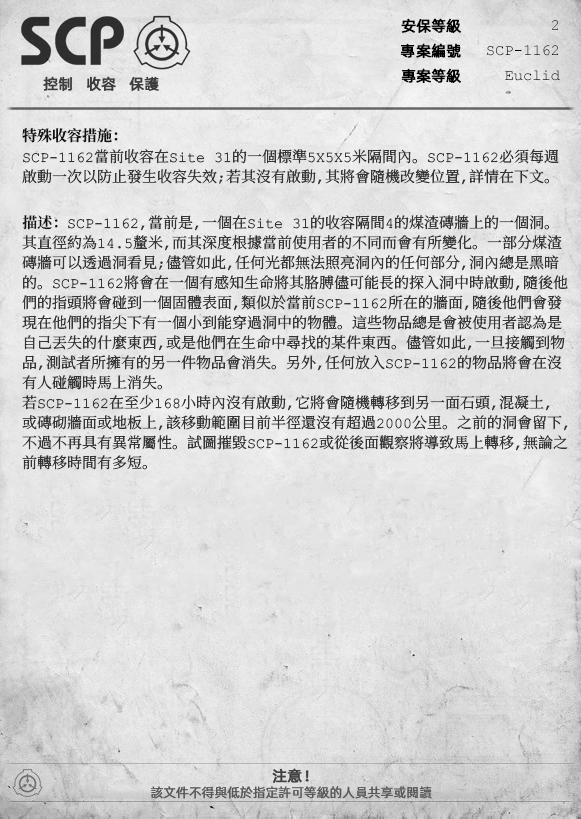 SCP
控制 收容 保護
安保等級 2
專案編號 SCP-1162
專案等級 Euclid
特殊收容措施：
SCP-1162當前收容在Site 31的一個標準5X5X5米隔間內。SCP-1162必須每週
啟動一次以防止發生收容失效;若其沒有啟動,其將會隨機改變位置,詳情在下文。
描述：SCP-1162,當前是,一個在Site 31的收容隔間4的煤渣磚牆上的一個洞。
其直徑約為14.5釐米,而其深度根據當前使用者的不同而會有所變化。一部分煤渣
磚牆可以透過洞看見;儘管如此,任何光都無法照亮洞內的任何部分,洞內總是黑暗
的。SCP-1162將會在一個有感知生命將其胳膊儘可能長的探入洞中時啟動,隨後他
們的指頭將會碰到一個固體表面,類似於當前SCP-1162所在的牆面,隨後他們會發
現在他們的指尖下有一個小到能穿過洞中的物體。這些物品總是會被使用者認為是
自己丟失的什麼東西,或是他們在生命中尋找的某件東西。儘管如此,一旦接觸到物
品,測試者所擁有的另一件物品會消失。另外,任何放入SCP-1162的物品將會在沒
有人碰觸時馬上消失。
若SCP-1162在至少168小時內沒有啟動,它將會隨機轉移到另一面石頭,混凝土,
或磚砌牆面或地板上,該移動範圍目前半徑還沒有超過2000公里。之前的洞會留下,
不過不再具有異常屬性。試圖摧毀SCP-1162或從後面觀察將導致馬上轉移,無論之
前轉移時間有多短。
注意!
該文件不得與低於指定許可等級的人員共享或閱讀